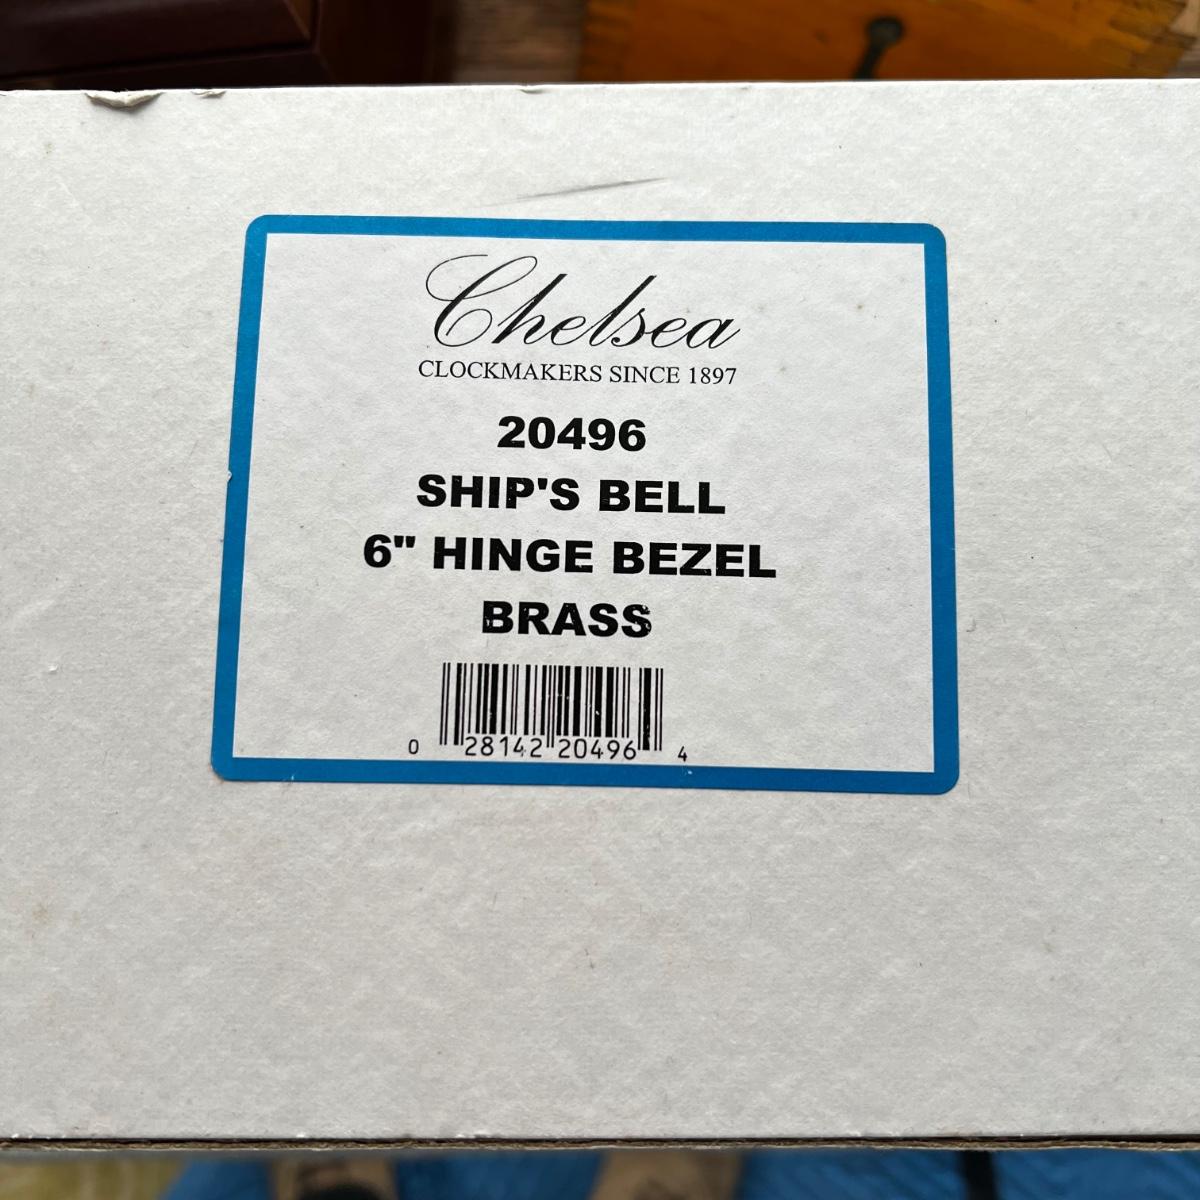 Chelsea
CLOCKMAKERS SINCE 1897
20496
SHIP'S BELL
6" HINGE BEZEL
BRASS
0 28142 20496 4